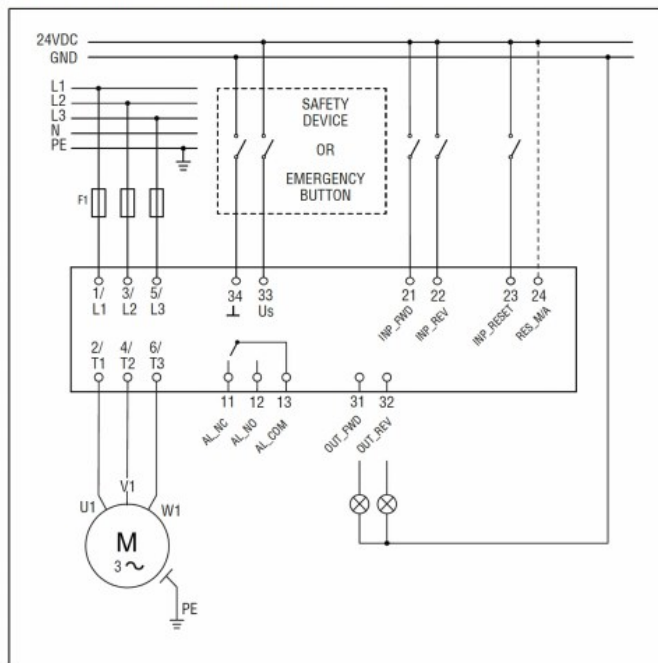 24VDC
GND
L1
L2
L3
N
PE
SAFETY
DEVICE
OR
EMERGENCY
BUTTON
F1
1/ 3/ 5/ 34 33 21 22 23 24
L1 L2 L3 ⊥ Us INP_FWD INP_REV INP_RESET RES_M/A
2/ 4/ 6/
T1 T2 T3
11 12 13 31 32
AL_NC AL_NO AL_COM OUT_FWD OUT_REV
U1 V1 W1
M
3 ~
PE